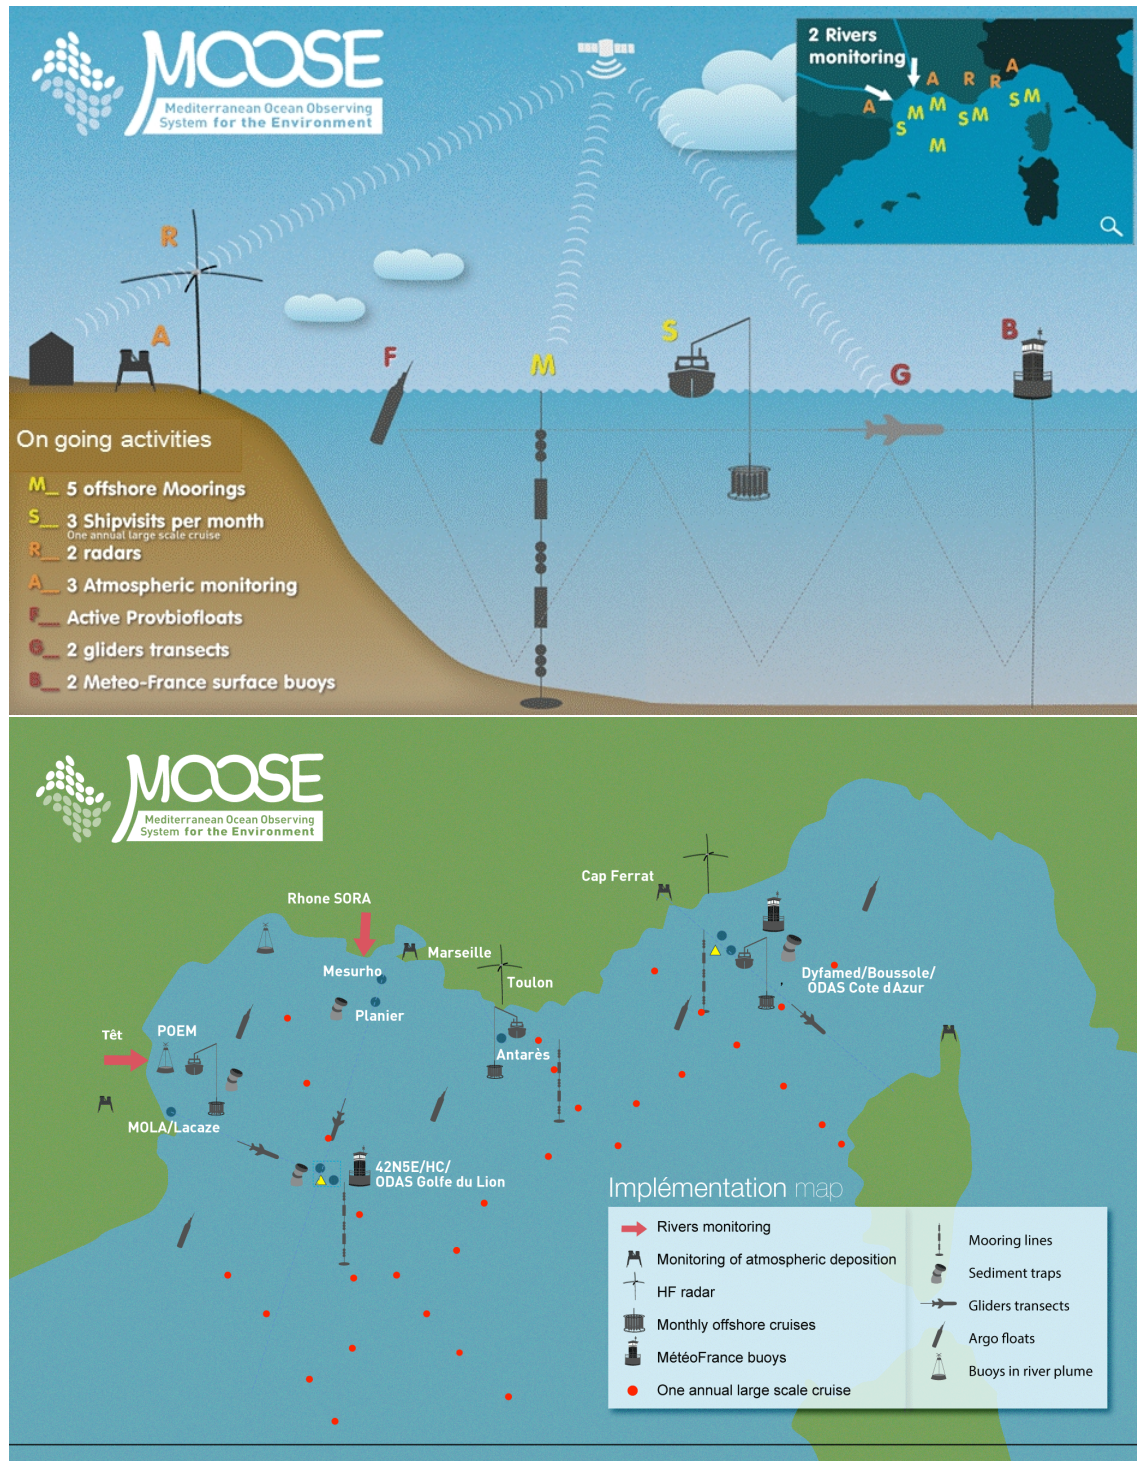 MOOSE
Mediterranean Ocean Observing
System for the Environment
2 Rivers
monitoring
A
R
R
A
A
M
M
S
S
M
S
M
M
R
A
F
M
S
G
B
On going activities
M_ 5 offshore Moorings
S_ 3 Shipvisits per month
One annual large scale cruise
R_ 2 radars
A_ 3 Atmospheric monitoring
F_ Active Provbiofloats
G_ 2 gliders transects
B_ 2 Meteo-France surface buoys
MOOSE
Mediterranean Ocean Observing
System for the Environment
Cap Ferrat
Rhone SORA
Marseille
Mesurho
Toulon
Dyfamed/Boussole/
ODAS Cote dAzur
Planier
Têt
POEM
Antarès
MOLA/Lacaze
42N5E/HC/
ODAS Golfe du Lion
Implémentation map
Rivers monitoring
Monitoring of atmospheric deposition
HF radar
Monthly offshore cruises
MétéoFrance buoys
One annual large scale cruise
Mooring lines
Sediment traps
Gliders transects
Argo floats
Buoys in river plume